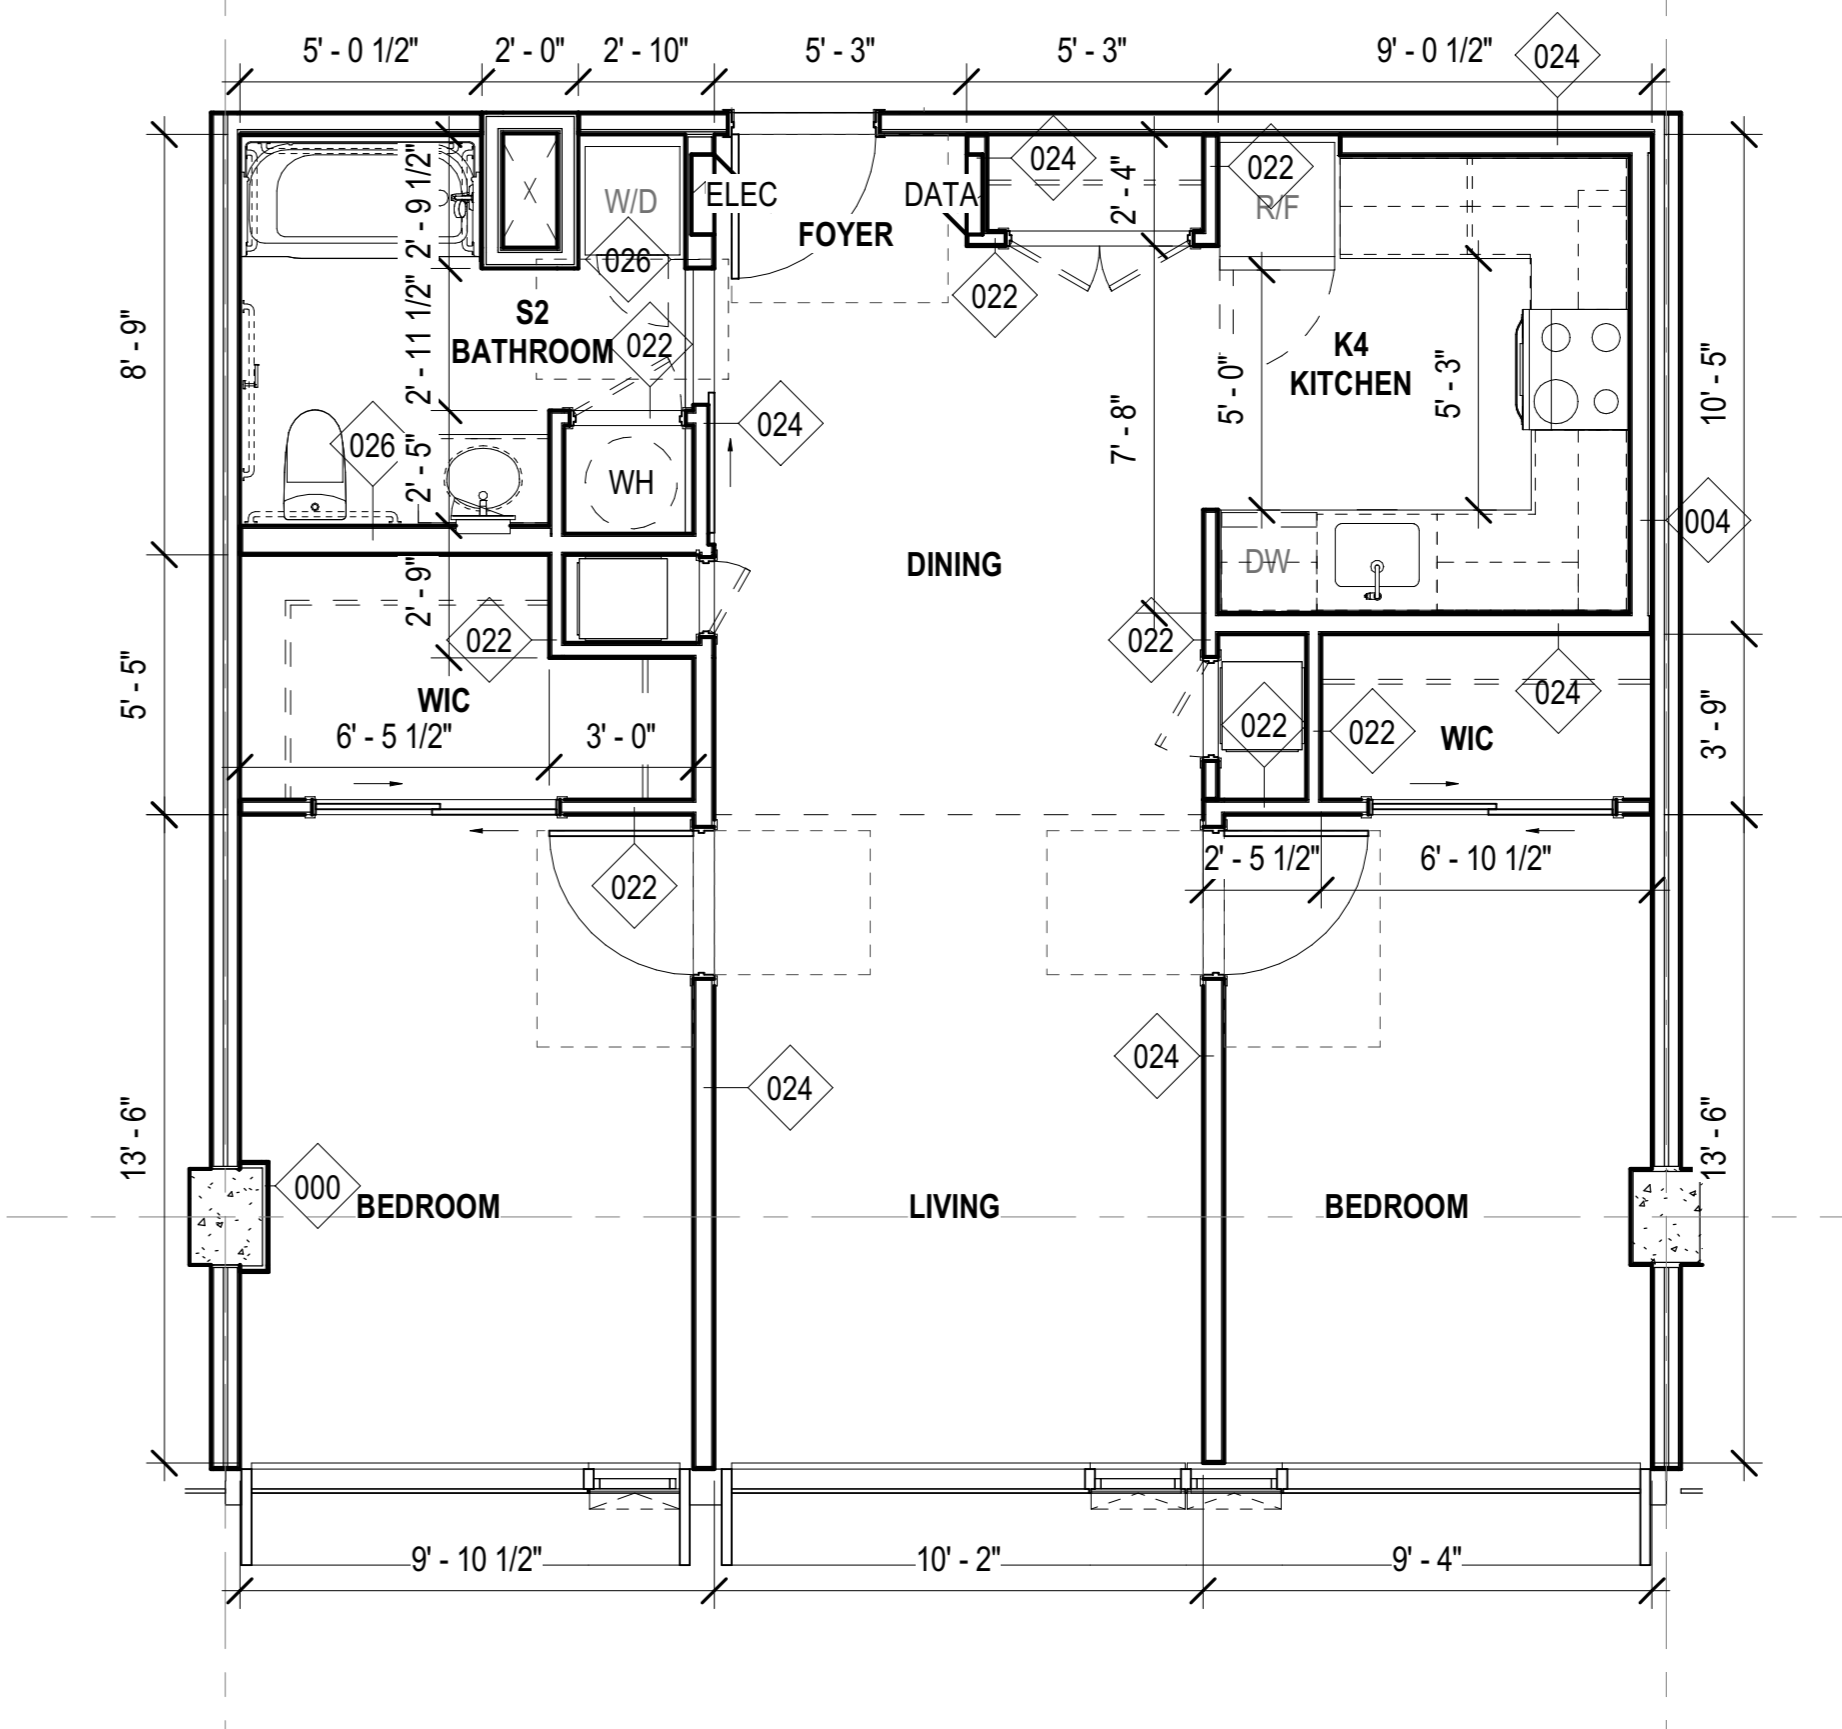 5' - 0 1/2"
2' - 0"
2' - 10"
5' - 3"
5' - 3"
9' - 0 1/2"
024
2' - 9 1/2"
X
W/D
ELEC
DATA
FOYER
024
2' - 4"
022
R/F
026
022
S2
BATHROOM
022
2' - 11 1/2"
8' - 9"
K4
KITCHEN
5' - 0"
5' - 3"
10' - 5"
7' - 8"
024
026
2' - 5"
WH
004
DINING
DW
2' - 9"
022
022
5' - 5"
WIC
6' - 5 1/2"
3' - 0"
022
022
024
WIC
3' - 9"
022
2' - 5 1/2"
6' - 10 1/2"
024
024
13' - 6"
13' - 6"
000
BEDROOM
LIVING
BEDROOM
9' - 10 1/2"
10' - 2"
9' - 4"